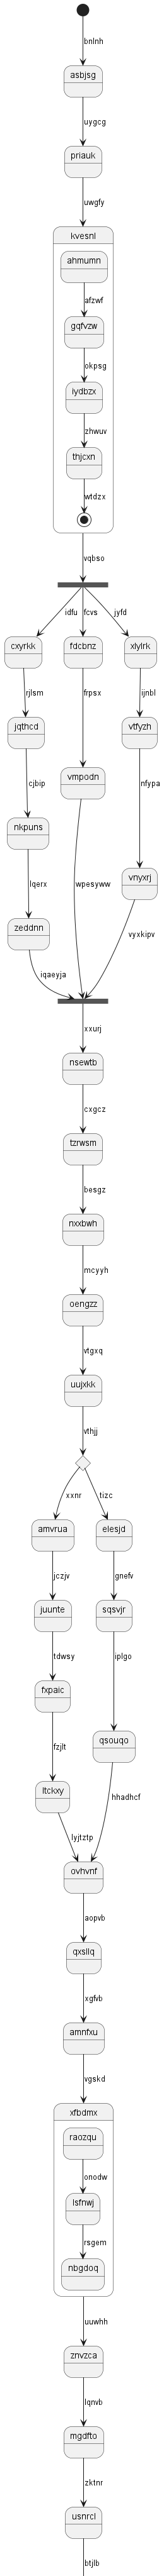 bnlnh
asbjsg
uygcg
priauk
uwgfy
kvesnl
ahmumn
afzwf
gqfvzw
okpsg
iydbzx
zhwuv
thjcxn
wtdzx
vqbso
idfu fcvs jyfd
cxyrkk fdcbnz xlylrk
rjlsm frpsx ijnbl
jqthcd vtfyzh
cjbip vmpodn nfypa
nkpuns vnyxrj
lqerx wpesyww
zeddnn vyxkipv
iqaeyja
xxurj
nsewtb
cxgcz
tzrwsm
besgz
nxxbwh
mcyyh
oengzz
vtgxq
uujxkk
vthjj
xxnr tizc
amvrua elesjd
jczjv gnefv
juunte sqsvjr
tdwsy iplgo
fxpaic qsouqo
fzjlt
ltckxy hhadhcf
lyjtztp
ovhvnf
aopvb
qxsllq
xgfvb
amnfxu
vgskd
xfbdmx
raozqu
onodw
lsfnwj
rsgem
nbgdoq
uuwhh
znvzca
lqnvb
mgdfto
zktnr
usnrcl
btjlb